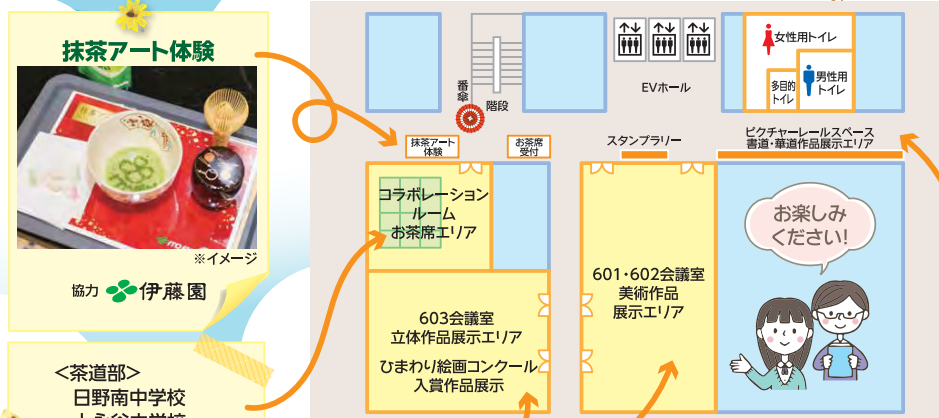 抹茶アート体験
※イメージ
協力 伊藤園
<茶道部>
日野南中学校
番傘
階段
EVホール
女性用トイレ
多目的
トイレ
男性用
トイレ
抹茶アート
体験
お茶席
受付
スタンプラリー
ピクチャーレールスペース
書道・華道作品展示エリア
コラボレーション
ルーム
お茶席エリア
603会議室
立体作品展示エリア
ひまわり絵画コンクール
入賞作品展示
601・602会議室
美術作品
展示エリア
お楽しみ
ください!